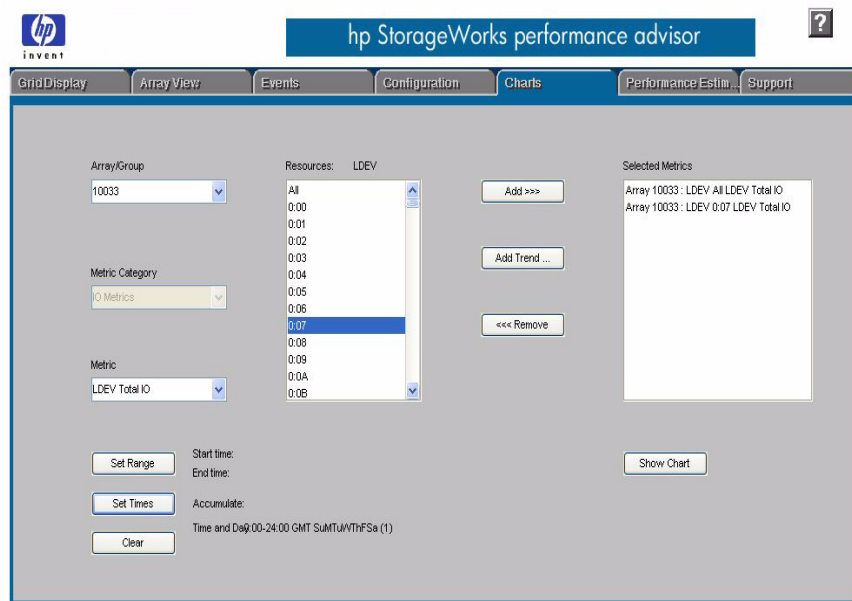 hp
invent
hp StorageWorks performance advisor
?
Grid Display
Array View
Events
Configuration
Charts
Performance Estim...
Support
Array/Group
10033
Metric Category
IO Metrics
Metric
LDEV Total IO
Resources: LDEV
All
0:00
0:01
0:02
0:03
0:04
0:05
0:06
0:07
0:08
0:09
0:0A
0:0B
Add >>>
Add Trend ...
<<< Remove
Selected Metrics
Array 10033 : LDEV All LDEV Total IO
Array 10033 : LDEV 0:07 LDEV Total IO
Set Range
Start time:
End time:
Set Times
Accumulate:
Clear
Time and Day 0:00-24:00 GMT SuMTuWThFSa (1)
Show Chart